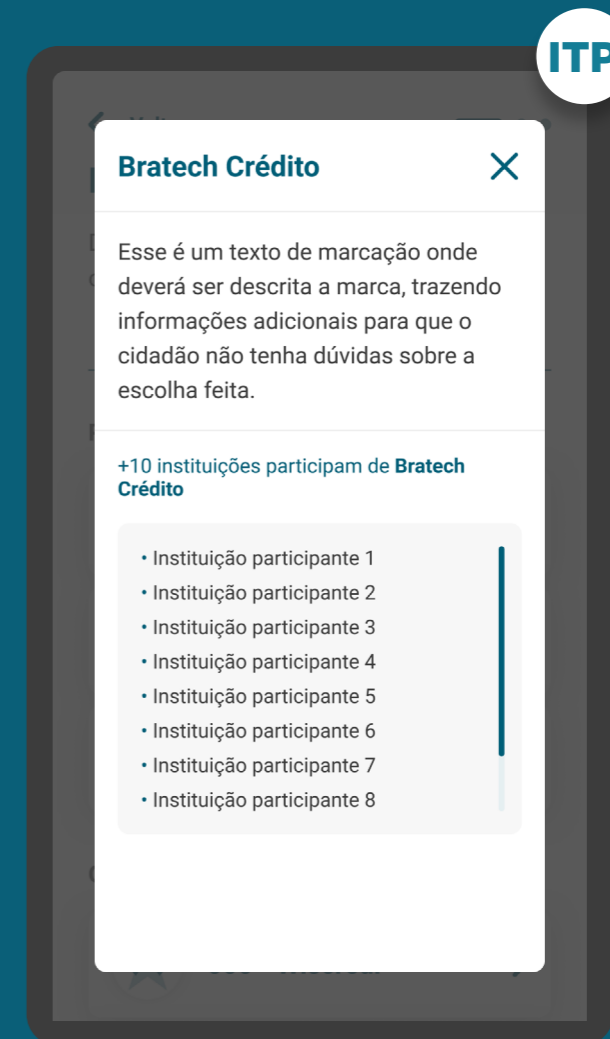 ITP
Bratech Crédito
Esse é um texto de marcação onde
deverá ser descrita a marca, trazendo
informações adicionais para que o
cidadão não tenha dúvidas sobre a
escolha feita.
+10 instituições participam de Bratech
Crédito
• Instituição participante 1
• Instituição participante 2
• Instituição participante 3
• Instituição participante 4
• Instituição participante 5
• Instituição participante 6
• Instituição participante 7
• Instituição participante 8